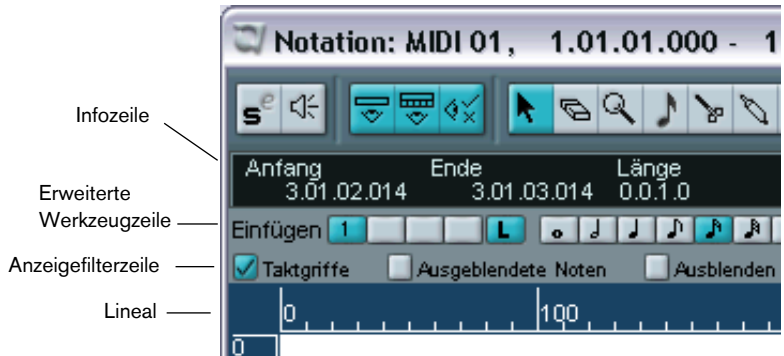 Notation: MIDI 01, 1.01.01.000 - 1
se
Infozeile
Anfang Ende Länge
3.01.02.014 3.01.03.014 0.0.1.0
Erweiterte
Werkzeugzeile
Einfügen 1 L
Anzeigefilterzeile
Taktgriffe Ausgeblendete Noten Ausblenden
Lineal
0 100
0